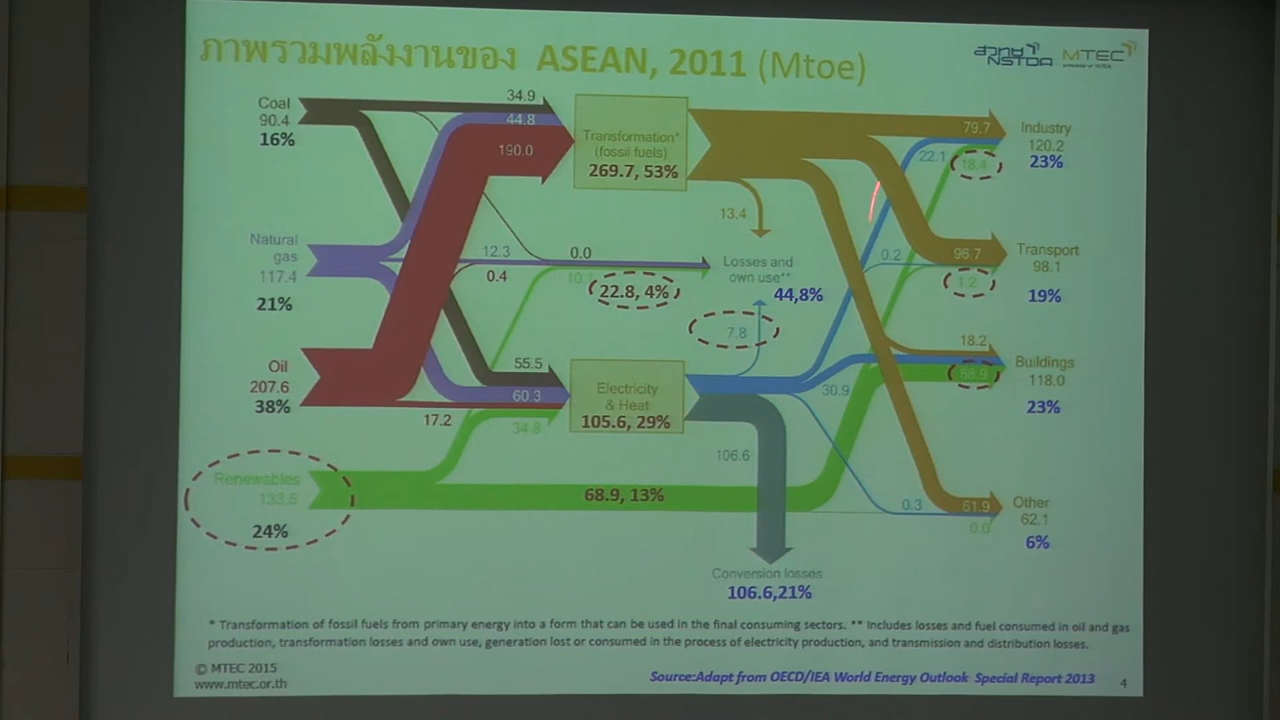 ภาพรวมพลังงานของ ASEAN, 2011 (Mtoe)
สวทช
NSTDA
MTEC
Coal
90.4
16%
34.9
44.8
190.0
Transformation*
(fossil fuels)
269.7, 53%
79.7
22.1
18.4
Industry
120.2
23%
13.4
Natural
gas
117.4
21%
12.3
0.4
0.0
22.8, 4%
Losses and
own use**
44,8%
7.8
0.2
96.7
1.2
Transport
98.1
19%
Oil
207.6
38%
55.5
60.3
17.2
34.8
Electricity
& Heat
105.6, 29%
30.9
18.2
68.9
Buildings
118.0
23%
Renewables
133.5
24%
68.9, 13%
106.6
0.3
61.9
0.0
Other
62.1
6%
Conversion losses
106.6,21%
* Transformation of fossil fuels from primary energy into a form that can be used in the final consuming sectors. ** Includes losses and fuel consumed in oil and gas
production, transformation losses and own use, generation lost or consumed in the process of electricity production, and transmission and distribution losses.
© MTEC 2015
www.mtec.or.th
Source:Adapt from OECD/IEA World Energy Outlook Special Report 2013
4